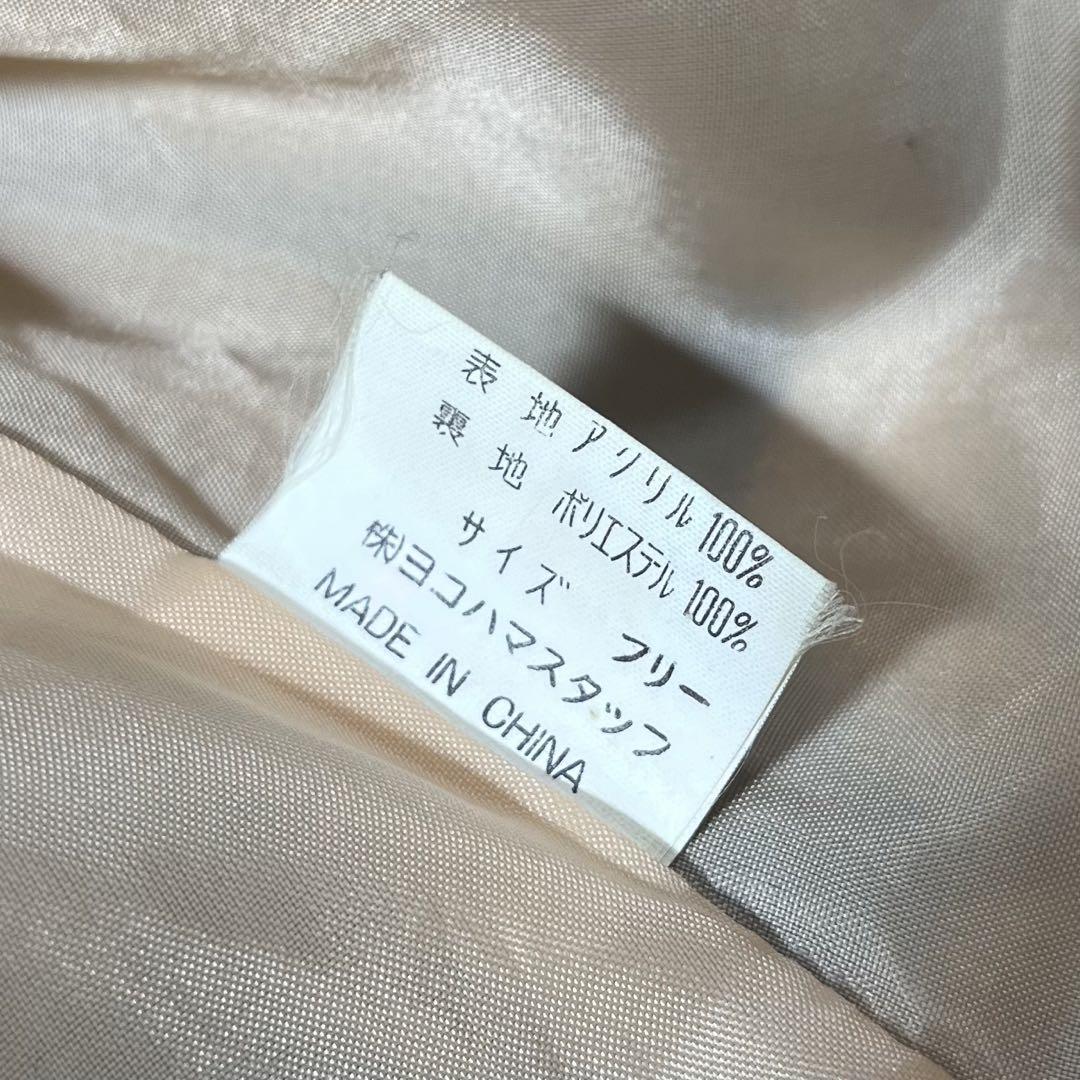 表地アクリル100%
裏地ポリエステル100%
サイズ フリー
㈱ヨコハマスタッフ
MADE IN CHINA